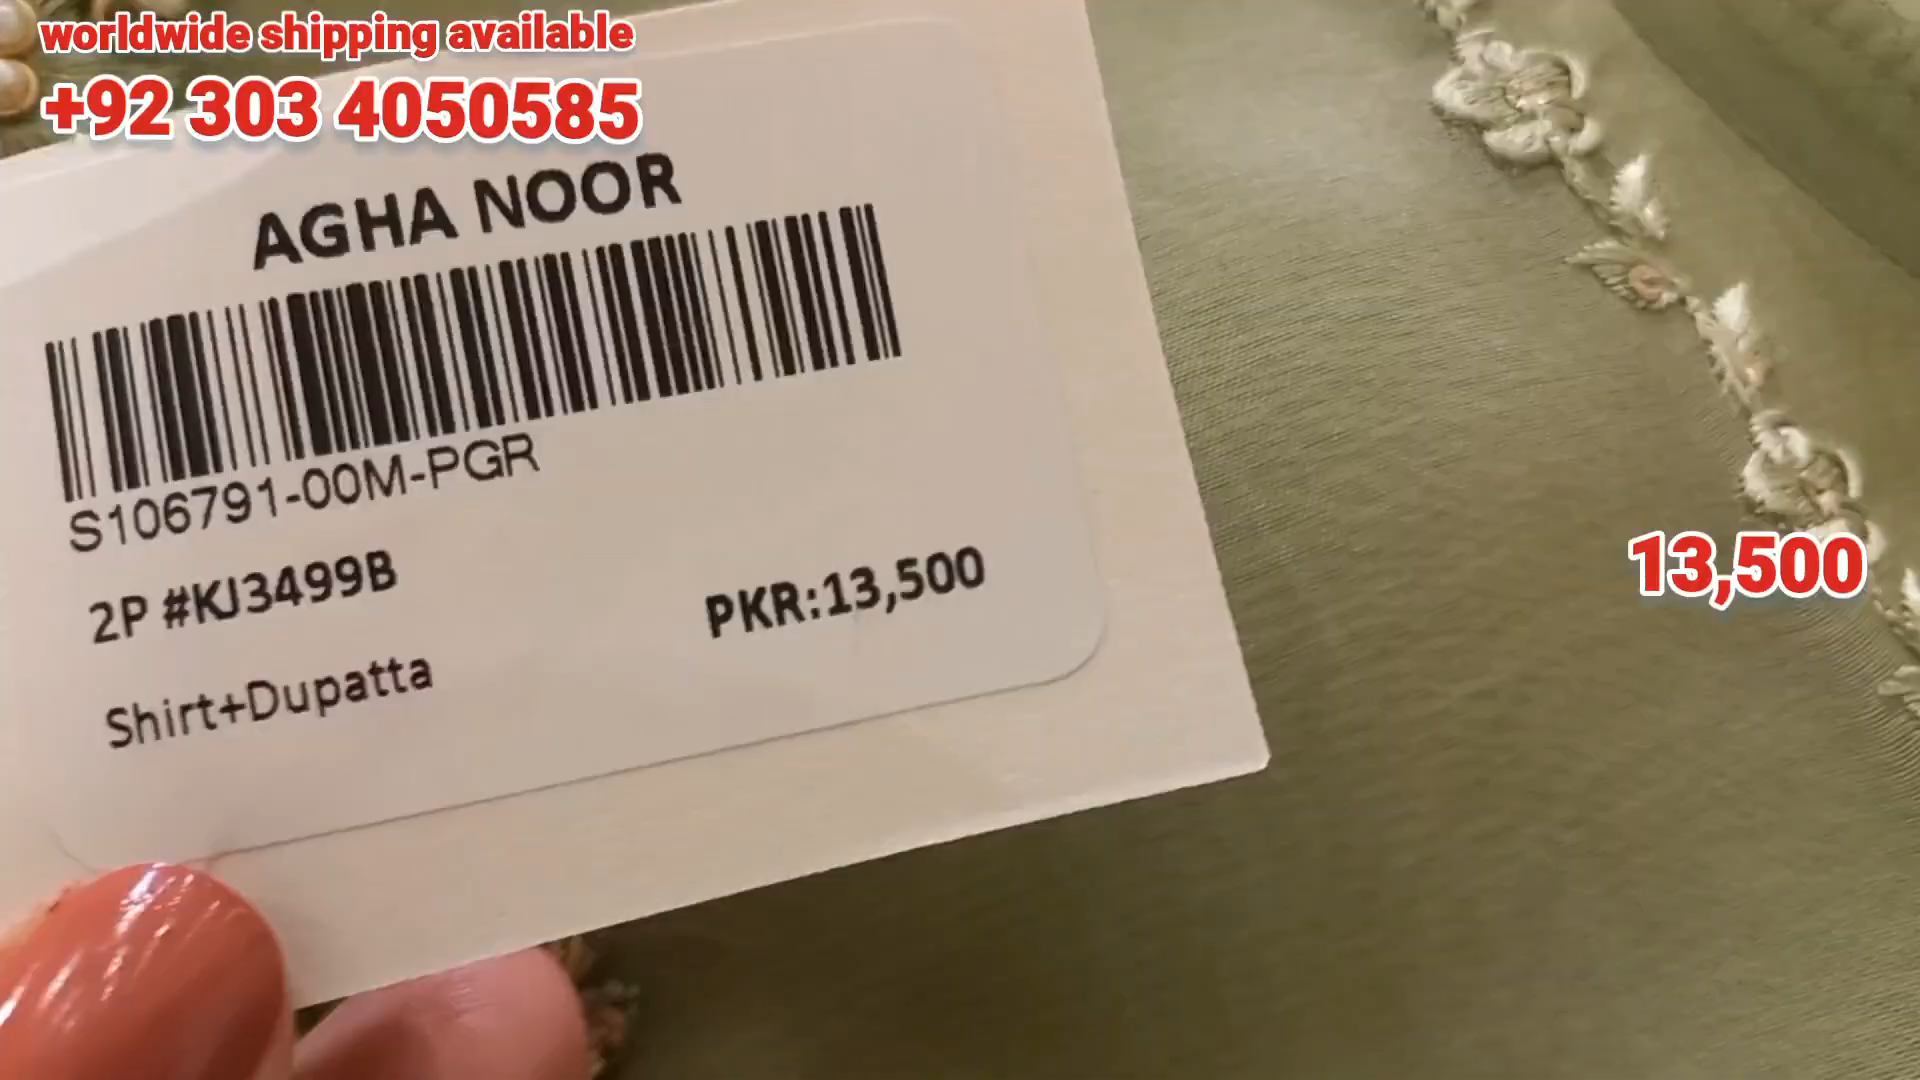 worldwide shipping available
+92 303 4050585
AGHA NOOR
S106791-00M-PGR
2P #KJ3499B
PKR:13,500
Shirt+Dupatta
13,500